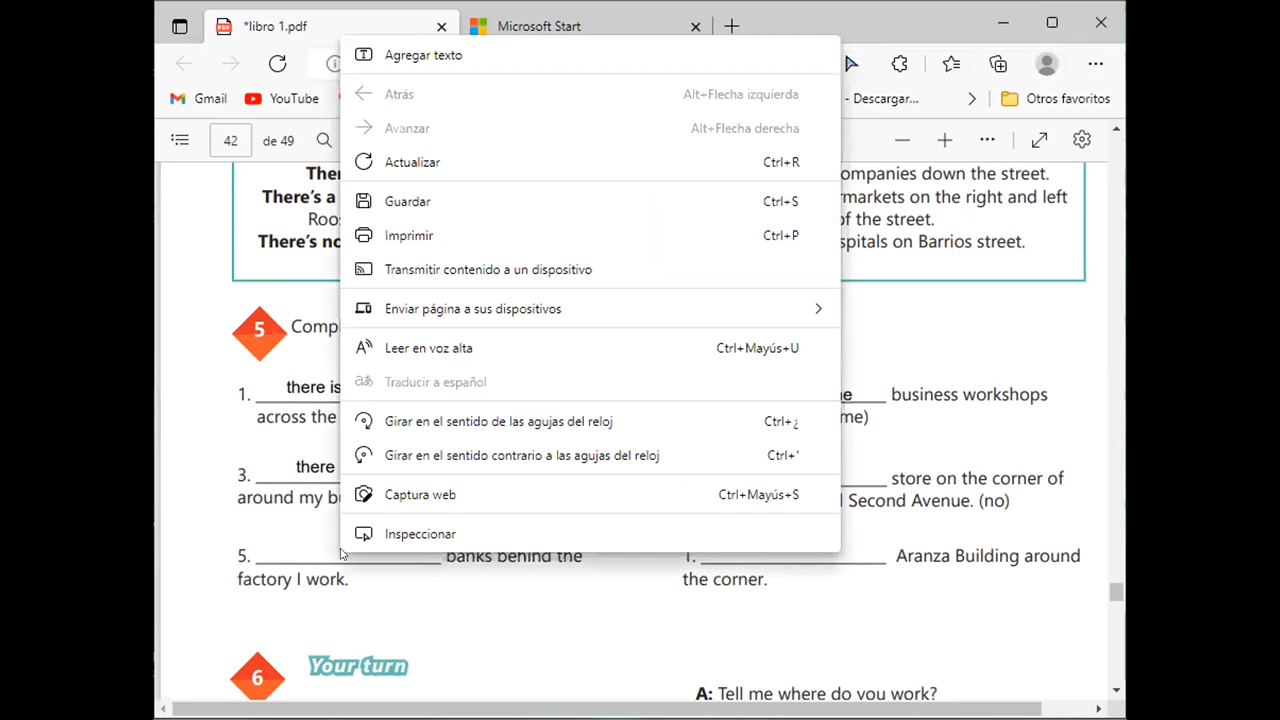 *libro 1.pdf
Microsoft Start
Gmail
YouTube
- Descargar...
Otros favoritos
42
de 49
Agregar texto
Atrás Alt+Flecha izquierda
Avanzar Alt+Flecha derecha
Actualizar Ctrl+R
Guardar Ctrl+S
Imprimir Ctrl+P
Transmitir contenido a un dispositivo
Enviar página a sus dispositivos
Leer en voz alta Ctrl+Mayús+U
Traducir a español
Girar en el sentido de las agujas del reloj Ctrl+¿
Girar en el sentido contrario a las agujas del reloj Ctrl+'
Captura web Ctrl+Mayús+S
Inspeccionar
ompanies down the street.
There's a
markets on the right and left
of the street.
There's no
spitals on Barrios street.
5 Compl
1. there is
business workshops
across the
me)
3. there
store on the corner of
around my bu
Second Avenue. (no)
5. ____ banks behind the
factory I work.
1. ____ Aranza Building around
the corner.
6 Your turn
A: Tell me where do you work?